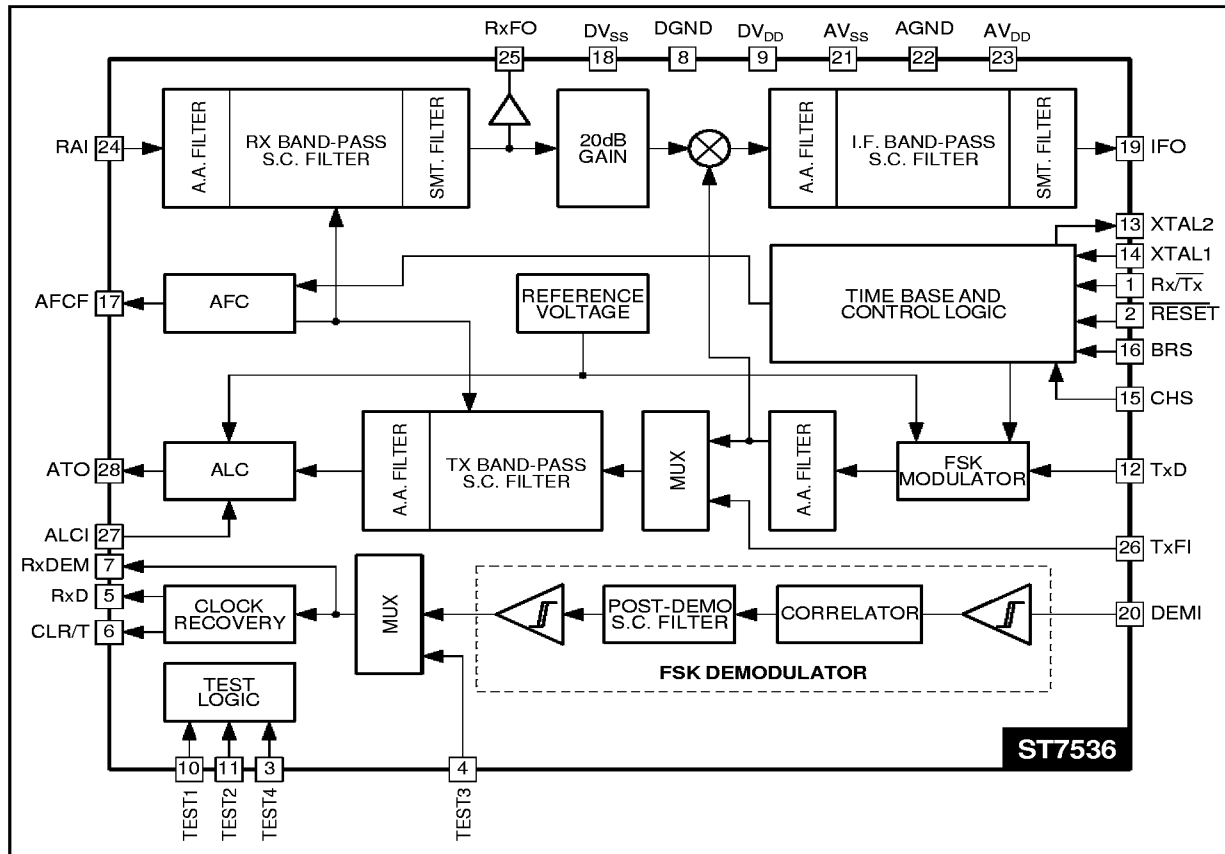 RxFO DVSS DGND DVDD AVSS AGND AVDD
25 18 8 9 21 22 23
RAI 24
A.A. FILTER
RX BAND-PASS
S.C. FILTER
SMT. FILTER
20dB
GAIN
A.A. FILTER
I.F. BAND-PASS
S.C. FILTER
SMT. FILTER
19 IFO
13 XTAL2
14 XTAL1
1 Rx/T̅x̅
2 R̅E̅S̅E̅T̅
16 BRS
15 CHS
AFCF 17
AFC
REFERENCE
VOLTAGE
TIME BASE AND
CONTROL LOGIC
ATO 28
ALC
A.A. FILTER
TX BAND-PASS
S.C. FILTER
MUX
A.A. FILTER
FSK
MODULATOR
12 TxD
ALCI 27
26 TxFI
RxDEM 7
RxD 5
CLR/T 6
CLOCK
RECOVERY
MUX
POST-DEMO
S.C. FILTER
CORRELATOR
20 DEMI
FSK DEMODULATOR
TEST
LOGIC
ST7536
10 11 3 4
TEST1
TEST2
TEST4
TEST3